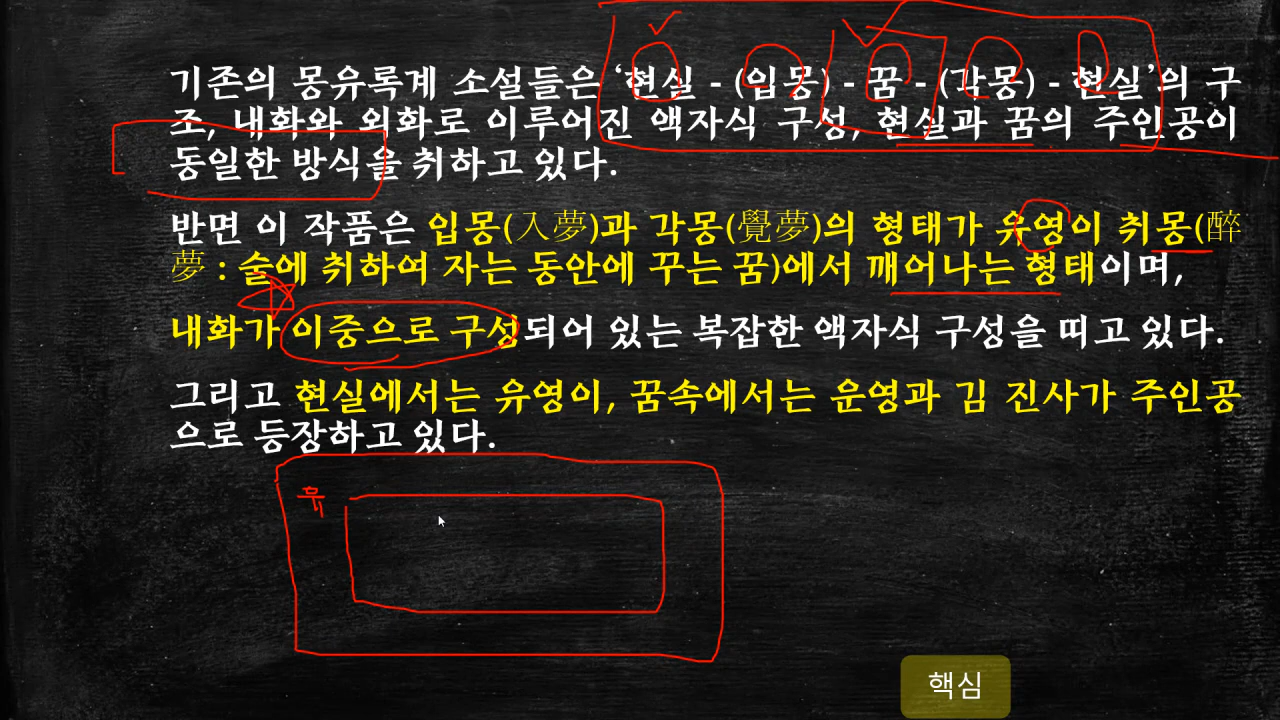 기존의 몽유록계 소설들은 ‘현실 - (입몽) - 꿈 - (각몽) - 현실’의 구
조, 내화와 외화로 이루어진 액자식 구성, 현실과 꿈의 주인공이
동일한 방식을 취하고 있다.
반면 이 작품은 입몽(入夢)과 각몽(覺夢)의 형태가 유영이 취몽(醉
夢 : 술에 취하여 자는 동안에 꾸는 꿈)에서 깨어나는 형태이며,
내화가 이중으로 구성되어 있는 복잡한 액자식 구성을 띠고 있다.
그리고 현실에서는 유영이, 꿈속에서는 운영과 김 진사가 주인공
으로 등장하고 있다.
유
핵심